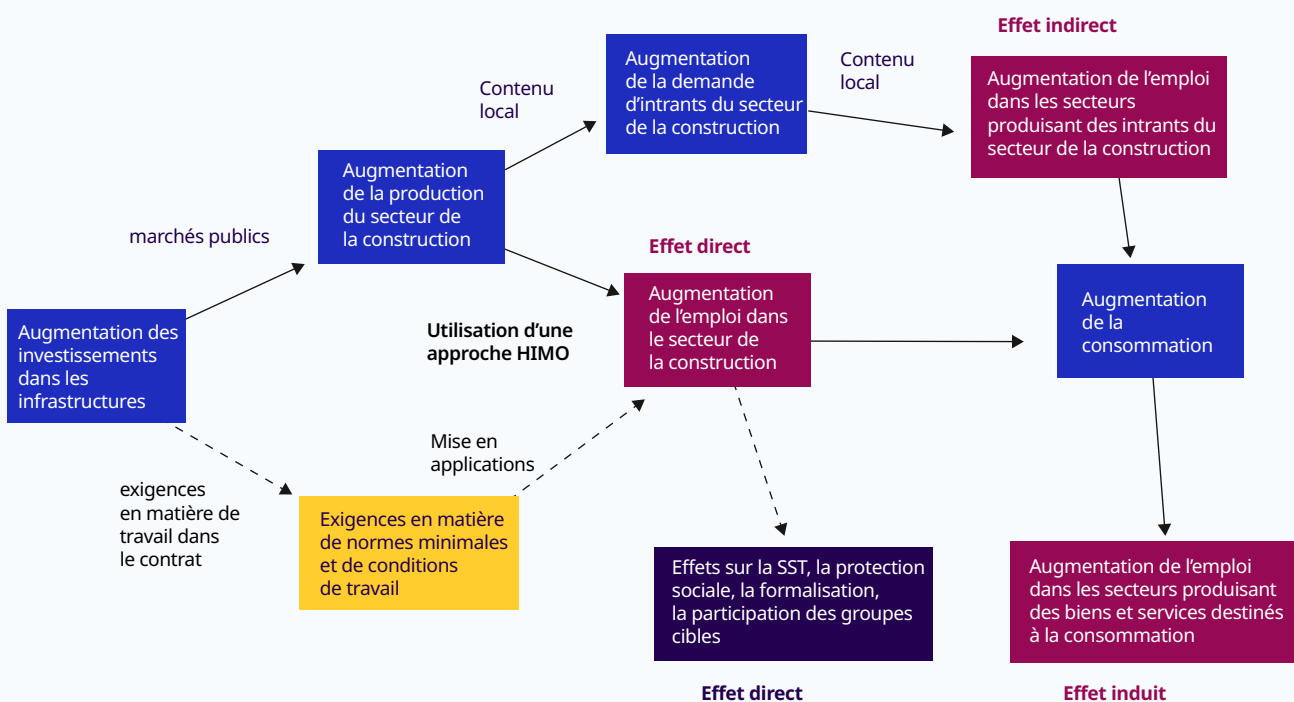 Effet indirect
Augmentation
de la demande
d'intrants du secteur
de la construction
Contenu
local
Augmentation de l'emploi
dans les secteurs
produisant des intrants du
secteur de la construction
Contenu
local
Augmentation
de la production
du secteur de
la construction
marchés publics
Effet direct
Augmentation
de l'emploi dans
le secteur de
la construction
Augmentation
de la
consommation
Augmentation des
investissements
dans les
infrastructures
Utilisation d'une
approche HIMO
Mise en
applications
exigences
en matière de
travail dans
le contrat
Exigences en matière
de normes minimales
et de conditions
de travail
Effets sur la SST, la protection
sociale, la formalisation,
la participation des groupes
cibles
Augmentation de l'emploi
dans les secteurs produisant
des biens et services destinés
à la consommation
Effet direct
Effet induit